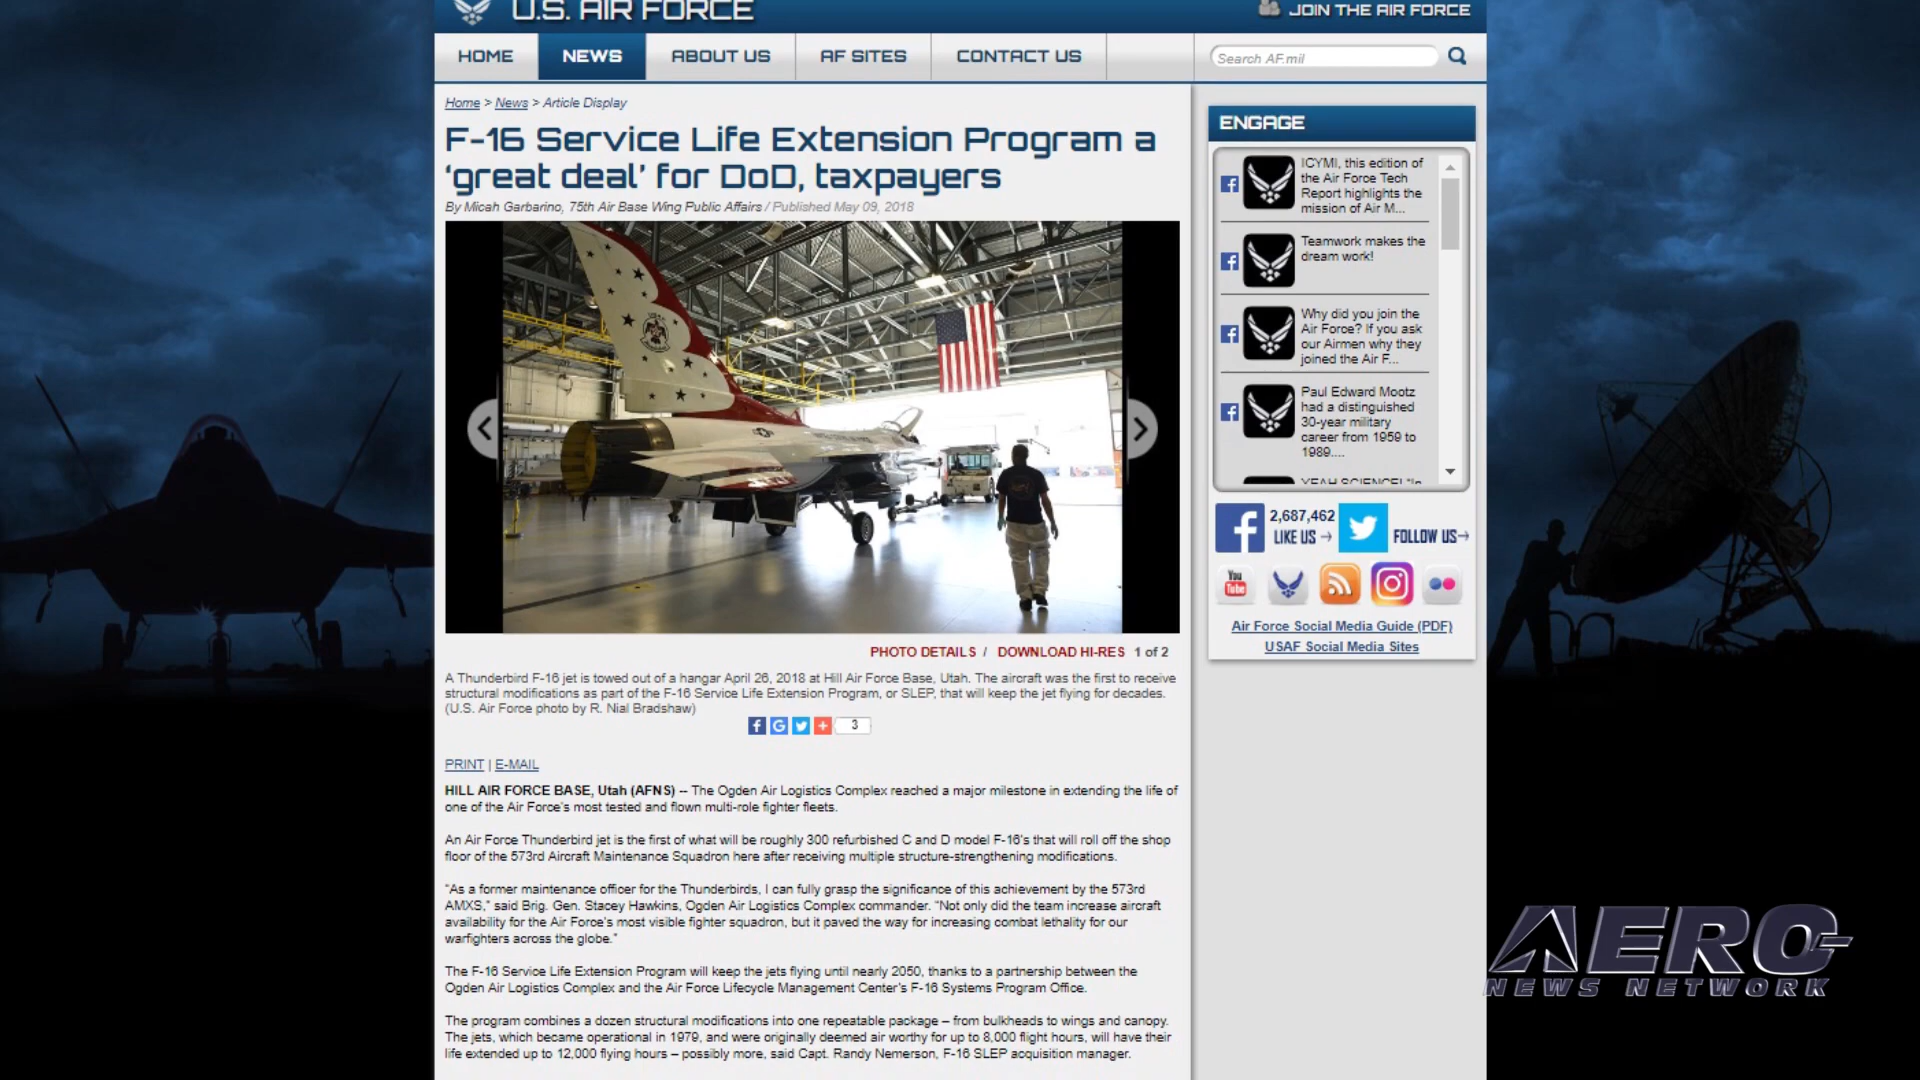 U.S. AIR FORCE
JOIN THE AIR FORCE
HOME
NEWS
ABOUT US
AF SITES
CONTACT US
Search AF.mil
Home > News > Article Display
F-16 Service Life Extension Program a
‘great deal’ for DoD, taxpayers
By Micah Garbarino, 75th Air Base Wing Public Affairs / Published May 09, 2018
PHOTO DETAILS / DOWNLOAD HI-RES 1 of 2
A Thunderbird F-16 jet is towed out of a hangar April 26, 2018 at Hill Air Force Base, Utah. The aircraft was the first to receive
structural modifications as part of the F-16 Service Life Extension Program, or SLEP, that will keep the jet flying for decades.
(U.S. Air Force photo by R. Nial Bradshaw)
3
PRINT | E-MAIL
HILL AIR FORCE BASE, Utah (AFNS) -- The Ogden Air Logistics Complex reached a major milestone in extending the life of
one of the Air Force’s most tested and flown multi-role fighter fleets.
An Air Force Thunderbird jet is the first of what will be roughly 300 refurbished C and D model F-16’s that will roll off the shop
floor of the 573rd Aircraft Maintenance Squadron here after receiving multiple structure-strengthening modifications.
“As a former maintenance officer for the Thunderbirds, I can fully grasp the significance of this achievement by the 573rd
AMXS,” said Brig. Gen. Stacey Hawkins, Ogden Air Logistics Complex commander. “Not only did the team increase aircraft
availability for the Air Force’s most visible fighter squadron, but it paved the way for increasing combat lethality for our
warfighters across the globe.”
The F-16 Service Life Extension Program will keep the jets flying until nearly 2050, thanks to a partnership between the
Ogden Air Logistics Complex and the Air Force Lifecycle Management Center’s F-16 Systems Program Office.
The program combines a dozen structural modifications into one repeatable package – from bulkheads to wings and canopy.
The jets, which became operational in 1979, and were originally deemed air worthy for up to 8,000 flight hours, will have their
life extended up to 12,000 flying hours – possibly more, said Capt. Randy Nemerson, F-16 SLEP acquisition manager.
ENGAGE
ICYMI, this edition of
the Air Force Tech
Report highlights the
mission of Air M...
Teamwork makes the
dream work!
Why did you join the
Air Force? If you ask
our Airmen why they
joined the Air F...
Paul Edward Mootz
had a distinguished
30-year military
career from 1959 to
1989....
YEAH SCIENCE! "In
2,687,462
LIKE US →
FOLLOW US→
You
Tube
Air Force Social Media Guide (PDF)
USAF Social Media Sites
AERO-
NEWS NETWORK